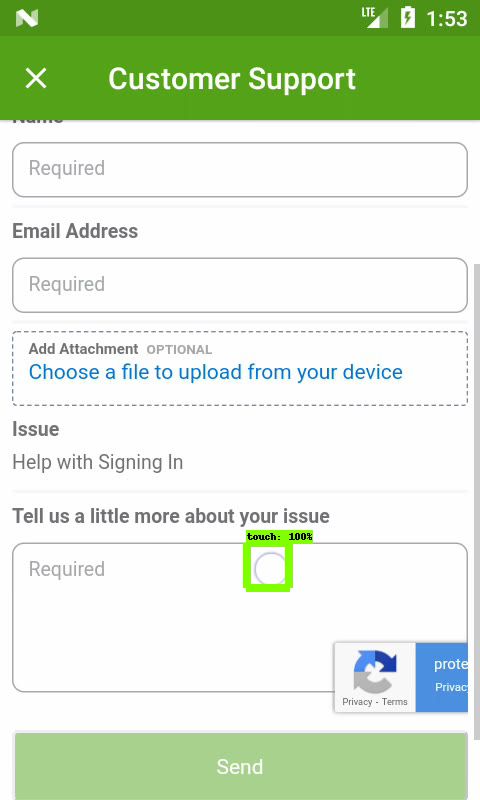 LTE 1:53
Customer Support
Name
Required
Email Address
Required
Add Attachment OPTIONAL
Choose a file to upload from your device
Issue
Help with Signing In
Tell us a little more about your issue
touch: 100%
Required
prote
Privacy - Terms
Privac
Send